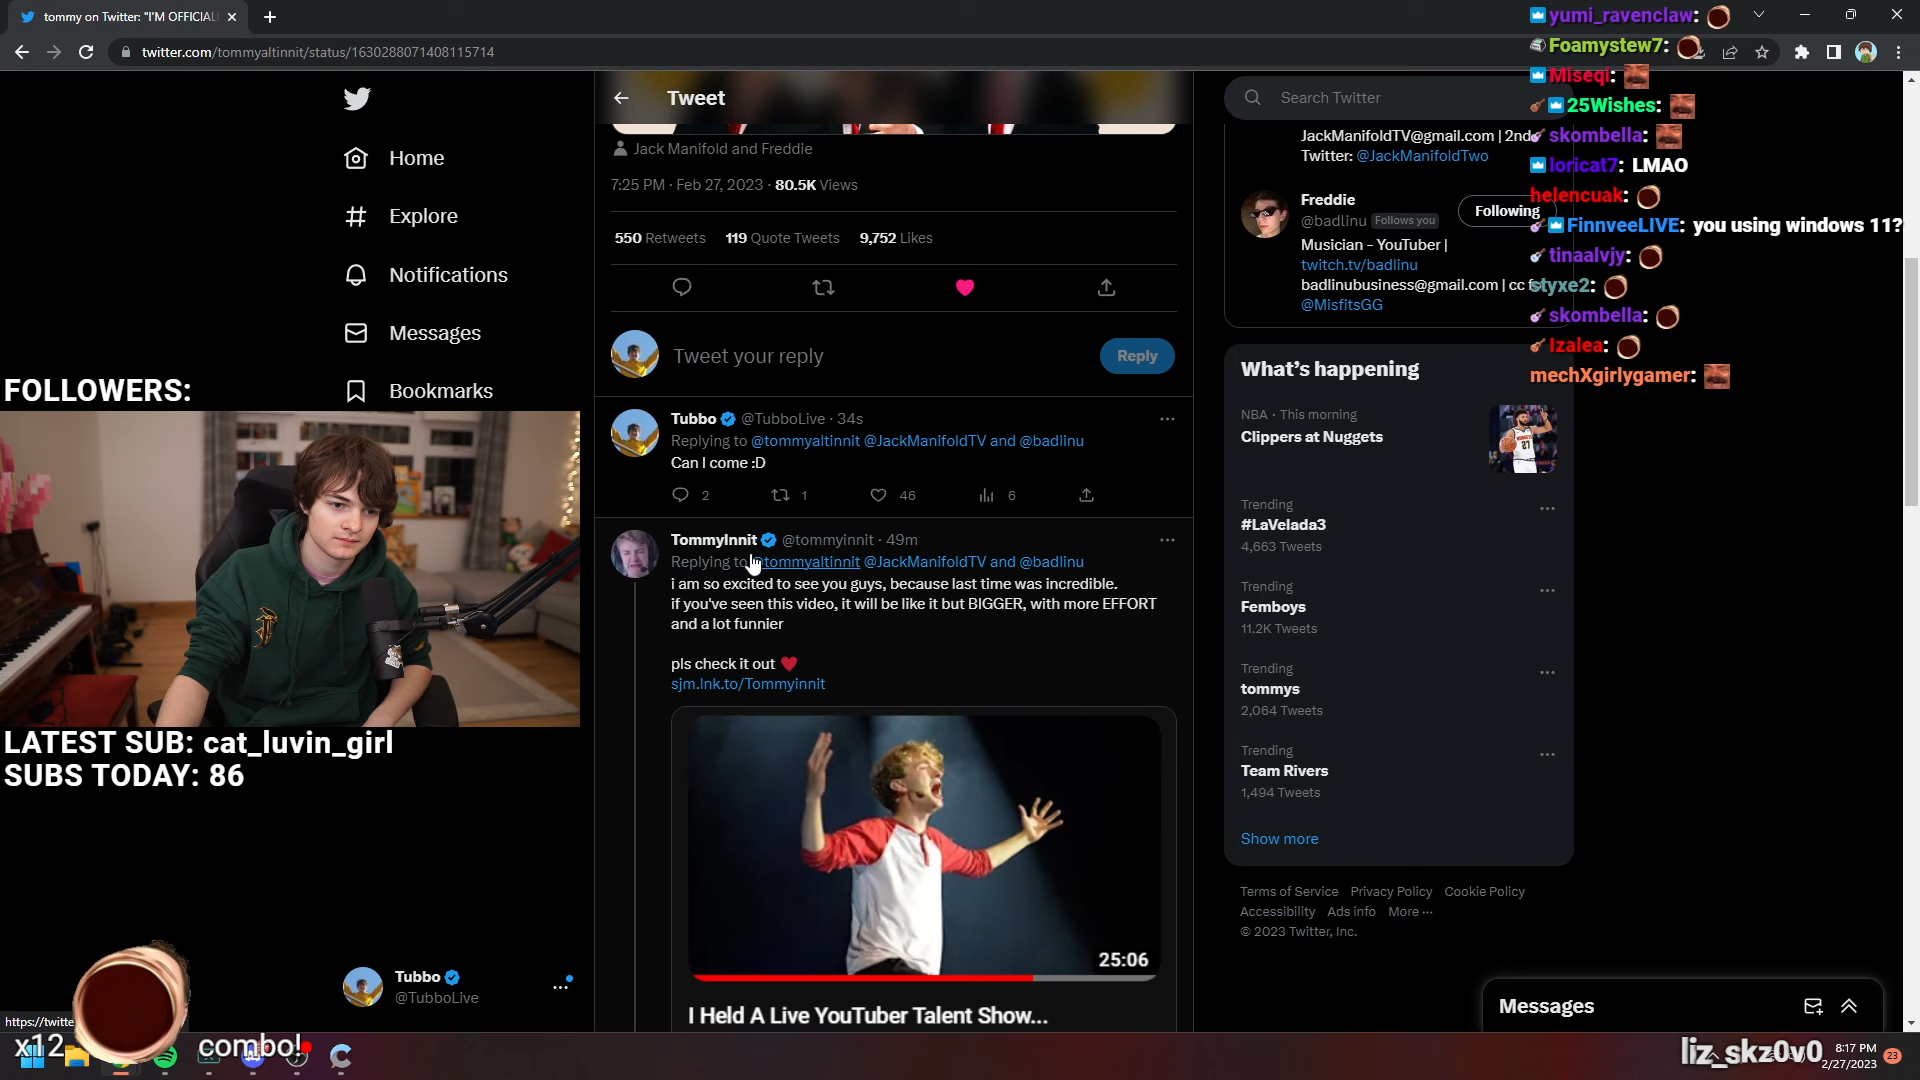 tommy on Twitter: "I'M OFFICIAL
twitter.com/tommyaltinnit/status/1630288071408115714
Home
Explore
Notifications
Messages
Bookmarks
FOLLOWERS:
LATEST SUB: cat_luvin_girl
SUBS TODAY: 86
Tubbo
@TubboLive
https://twitte
x12 combo!
Tweet
Jack Manifold and Freddie
7:25 PM · Feb 27, 2023 · 80.5K Views
550 Retweets 119 Quote Tweets 9,752 Likes
Tweet your reply
Reply
Tubbo @TubboLive · 34s
Replying to @tommyaltinnit @JackManifoldTV and @badlinu
Can I come :D
2 1 46 6
TommyInnit @tommyinnit · 49m
Replying to @tommyaltinnit @JackManifoldTV and @badlinu
i am so excited to see you guys, because last time was incredible.
if you've seen this video, it will be like it but BIGGER, with more EFFORT
and a lot funnier
pls check it out
sjm.lnk.to/Tommyinnit
25:06
I Held A Live YouTuber Talent Show...
Search Twitter
JackManifoldTV@gmail.com | 2nd
Twitter: @JackManifoldTwo
Freddie
@badlinu Follows you
Following
Musician - YouTuber |
twitch.tv/badlinu
badlinubusiness@gmail.com | cc
@MisfitsGG
What's happening
NBA · This morning
Clippers at Nuggets
27
Trending
#LaVelada3
4,663 Tweets
Trending
Femboys
11.2K Tweets
Trending
tommys
2,064 Tweets
Trending
Team Rivers
1,494 Tweets
Show more
Terms of Service Privacy Policy Cookie Policy
Accessibility Ads info More ···
© 2023 Twitter, Inc.
Messages
yumi_ravenclaw:
Foamystew7:
Miseqi:
25Wishes:
skombella:
loricat7: LMAO
helencuak:
FinnveeLIVE: you using windows 11?
tinaalvjy:
styxe2:
skombella:
Izalea:
mechXgirlygamer:
liz_skz0v0
8:17 PM
2/27/2023
23